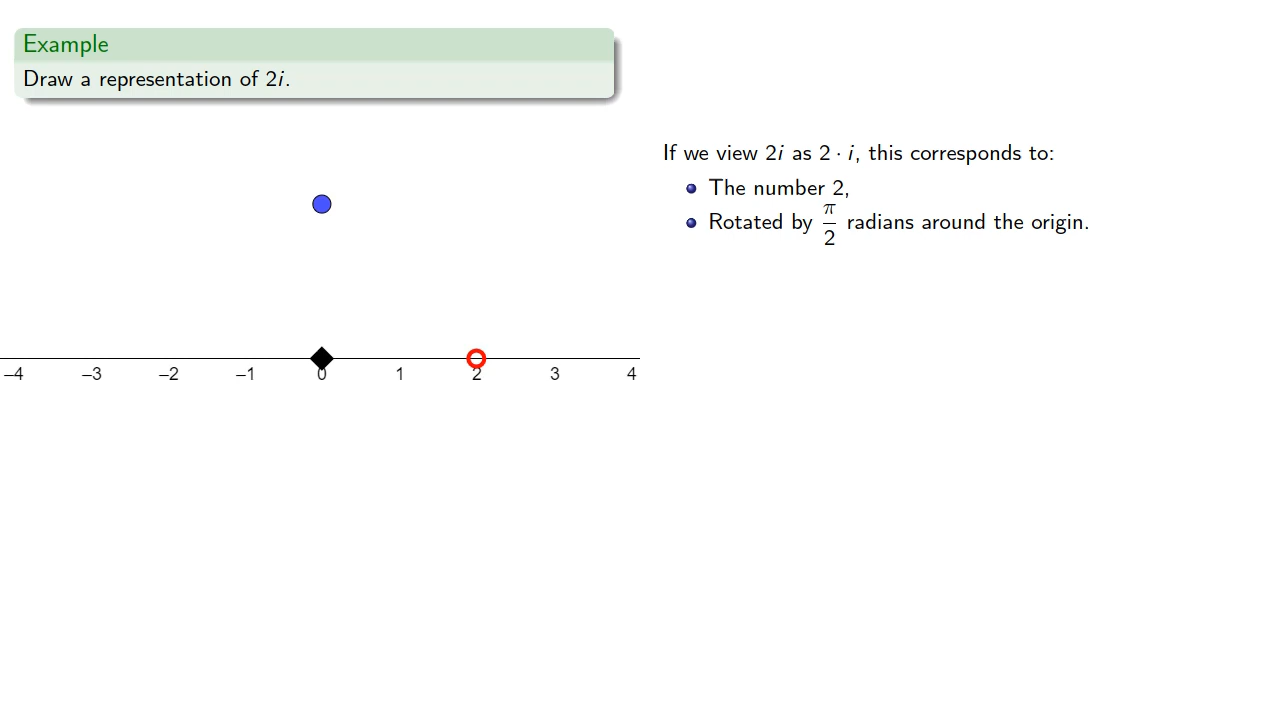 Example
Draw a representation of 2i.
If we view 2i as 2 · i, this corresponds to:
The number 2,
Rotated by π/2 radians around the origin.
–4 –3 –2 –1 0 1 2 3 4